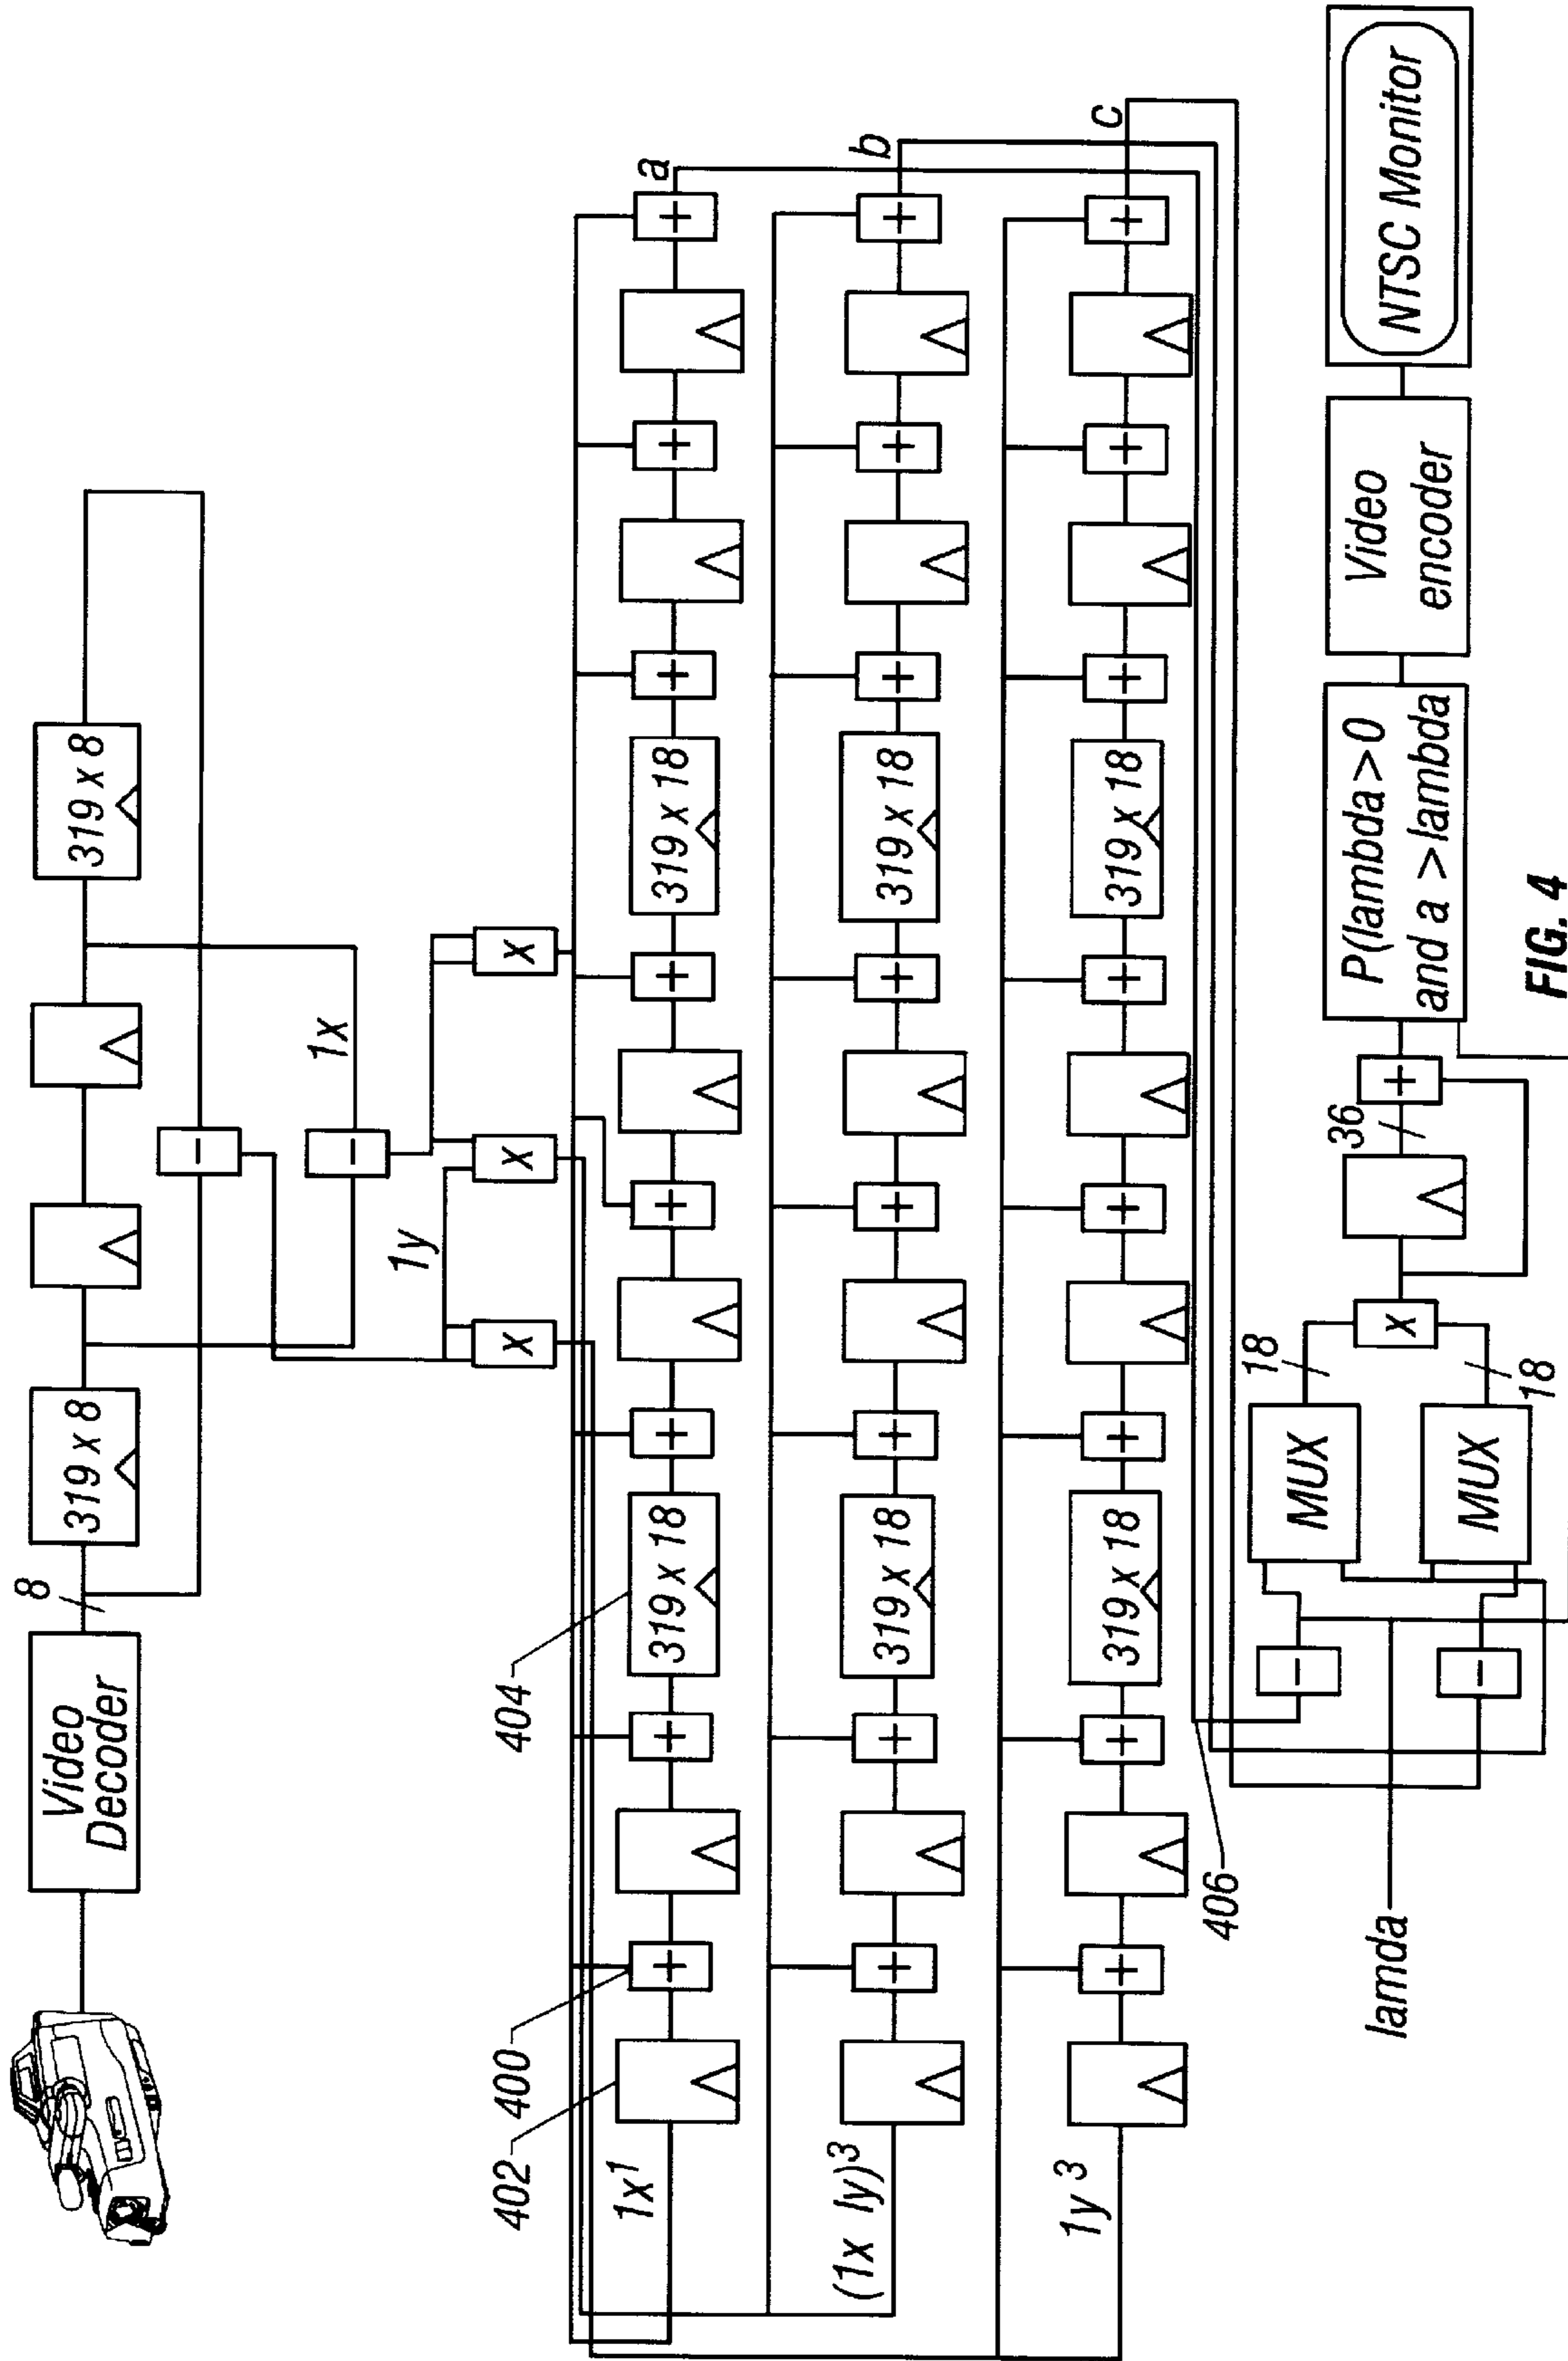 Video
Decoder
8
319 x 8
319 x 8
1x
1y
x
x
x
−
−
402
400
404
1x¹
+
+
319 x 18
+
+
+
319 x 18
+
+
+
a
(1x ly)³
+
+
319 x 18
+
+
+
319 x 18
+
+
+
b
1y ³
+
+
319 x 18
+
+
+
319 x 18
+
+
+
c
406
lamda
−
−
MUX
MUX
18
18
x
36
+
P(lambda > 0
and a > lambda
Video
encoder
NTSC Monitor
FIG. 4